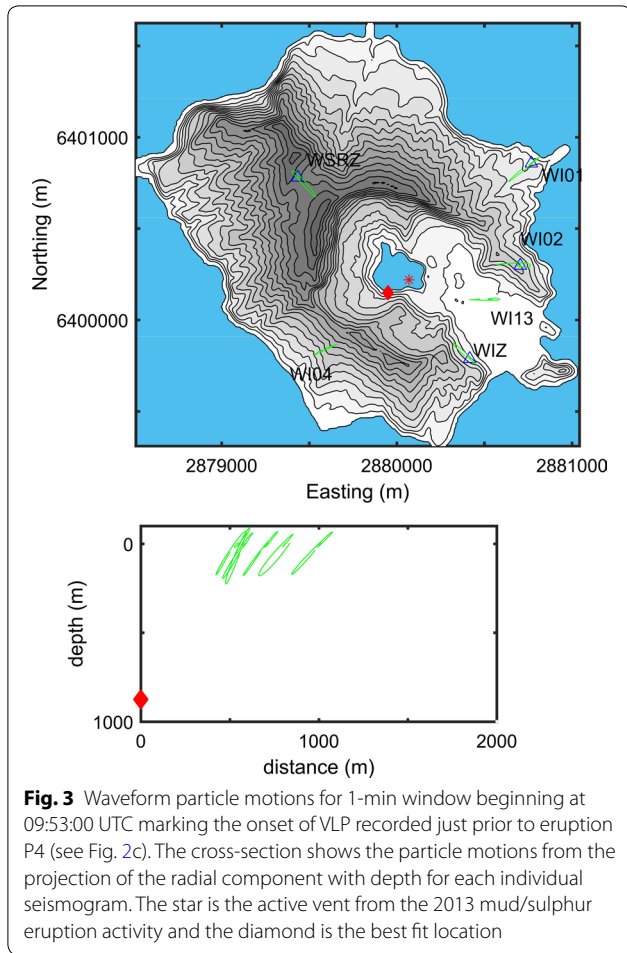 6401000
6400000
Northing (m)
WSRZ
WI01
WI02
WI13
WIZ
WI04
2879000 2880000 2881000
Easting (m)
0
1000
depth (m)
0 1000 2000
distance (m)
Fig. 3 Waveform particle motions for 1-min window beginning at
09:53:00 UTC marking the onset of VLP recorded just prior to eruption
P4 (see Fig. 2c). The cross-section shows the particle motions from the
projection of the radial component with depth for each individual
seismogram. The star is the active vent from the 2013 mud/sulphur
eruption activity and the diamond is the best fit location